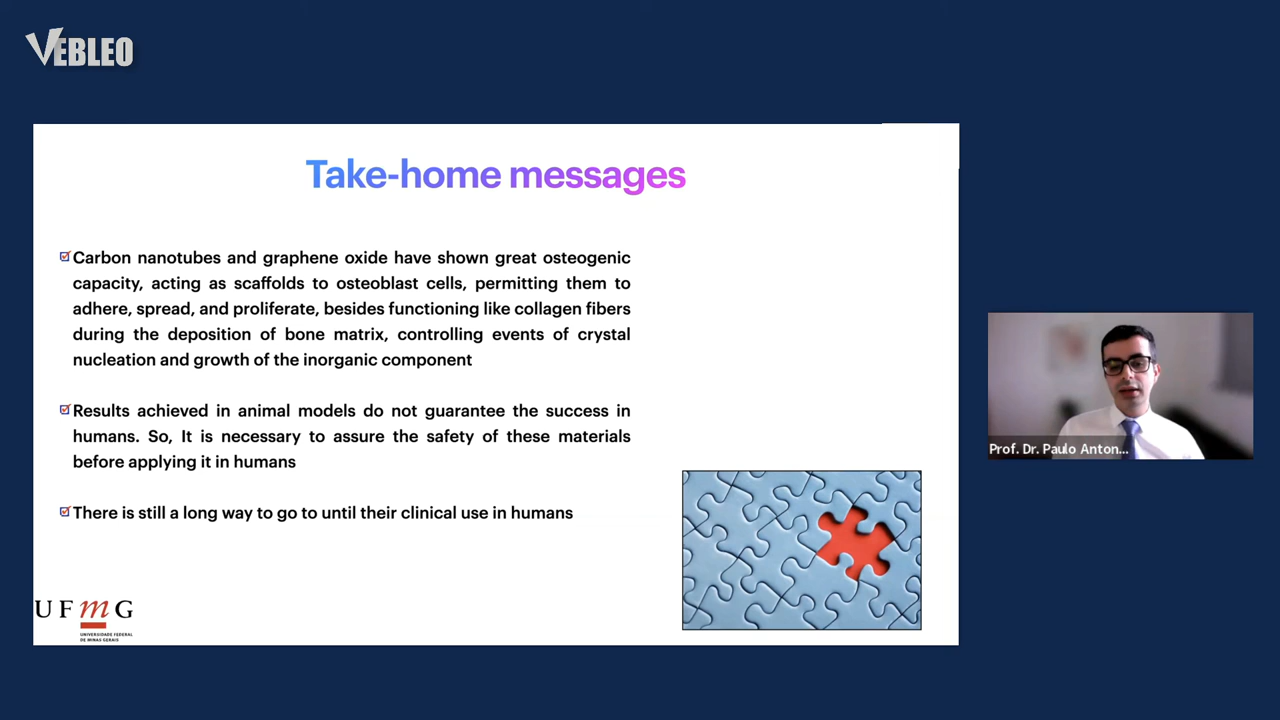 VEBLEO
Take-home messages
Carbon nanotubes and graphene oxide have shown great osteogenic
capacity, acting as scaffolds to osteoblast cells, permitting them to
adhere, spread, and proliferate, besides functioning like collagen fibers
during the deposition of bone matrix, controlling events of crystal
nucleation and growth of the inorganic component
Results achieved in animal models do not guarantee the success in
humans. So, It is necessary to assure the safety of these materials
before applying it in humans
There is still a long way to go to until their clinical use in humans
UFmG
UNIVERSIDADE FEDERAL
DE MINAS GERAIS
Prof. Dr. Paulo Anton...